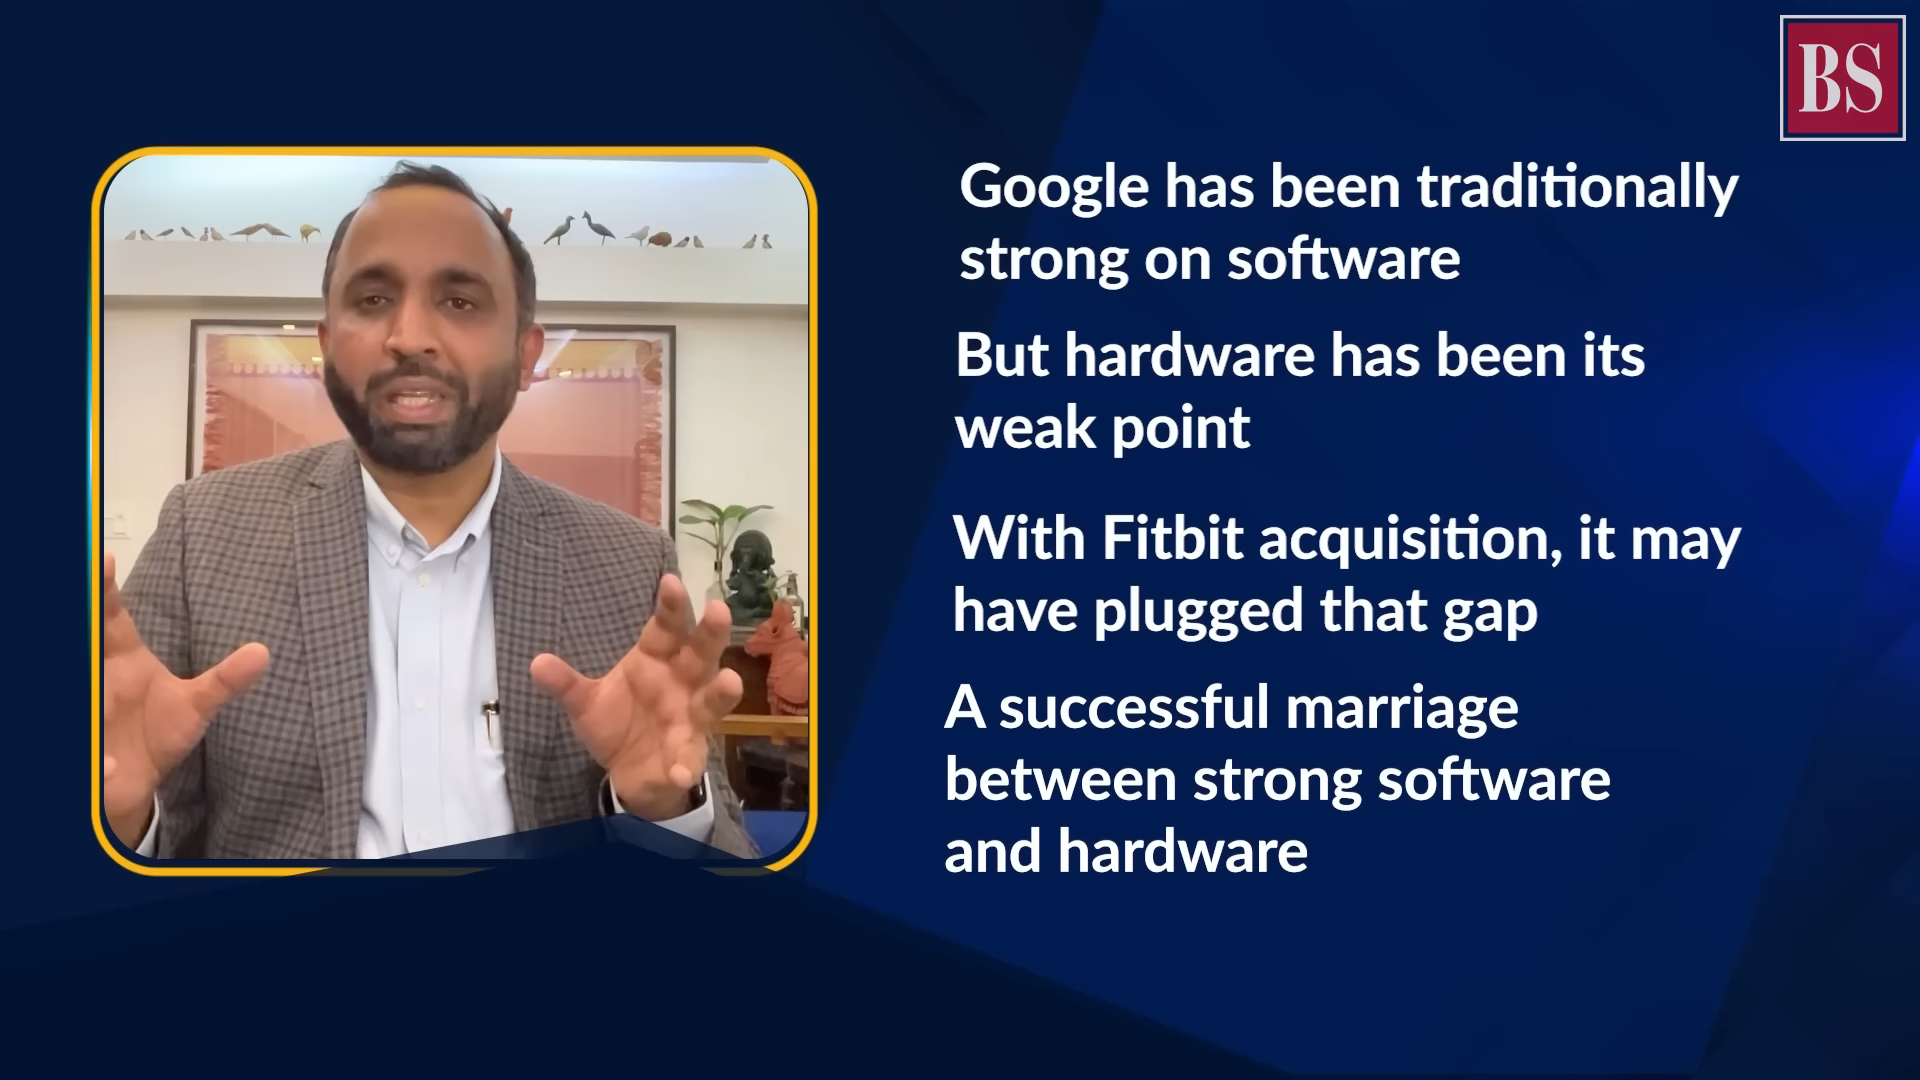 BS
Google has been traditionally
strong on software
But hardware has been its
weak point
With Fitbit acquisition, it may
have plugged that gap
A successful marriage
between strong software
and hardware